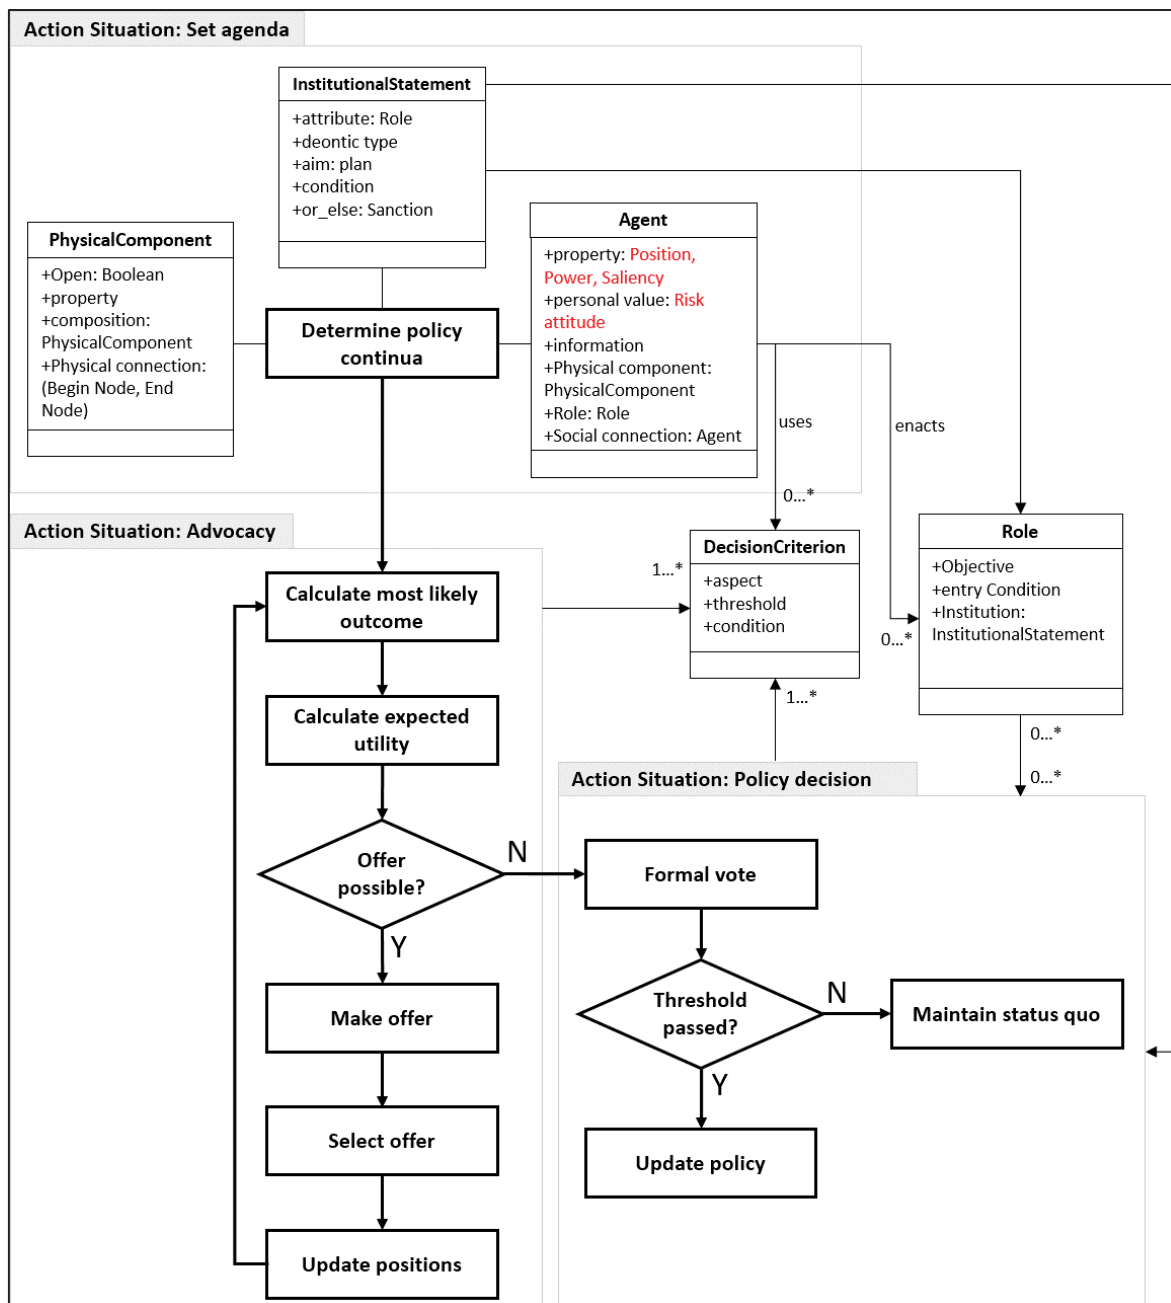 Action Situation: Set agenda
InstitutionalStatement
+attribute: Role
+deontic type
+aim: plan
+condition
+or_else: Sanction
PhysicalComponent
+Open: Boolean
+property
+composition:
PhysicalComponent
+Physical connection:
(Begin Node, End
Node)
Determine policy
continua
Agent
+property: Position,
Power, Saliency
+personal value: Risk
attitude
+information
+Physical component:
PhysicalComponent
+Role: Role
+Social connection: Agent
uses
enacts
0...*
Action Situation: Advocacy
1...*
DecisionCriterion
+aspect
+threshold
+condition
1...*
0...*
Role
+Objective
+entry Condition
+Institution:
InstitutionalStatement
0...*
0...*
Calculate most likely
outcome
Calculate expected
utility
Offer
possible?
N
Y
Make offer
Select offer
Update positions
Action Situation: Policy decision
Formal vote
Threshold
passed?
N
Maintain status quo
Y
Update policy